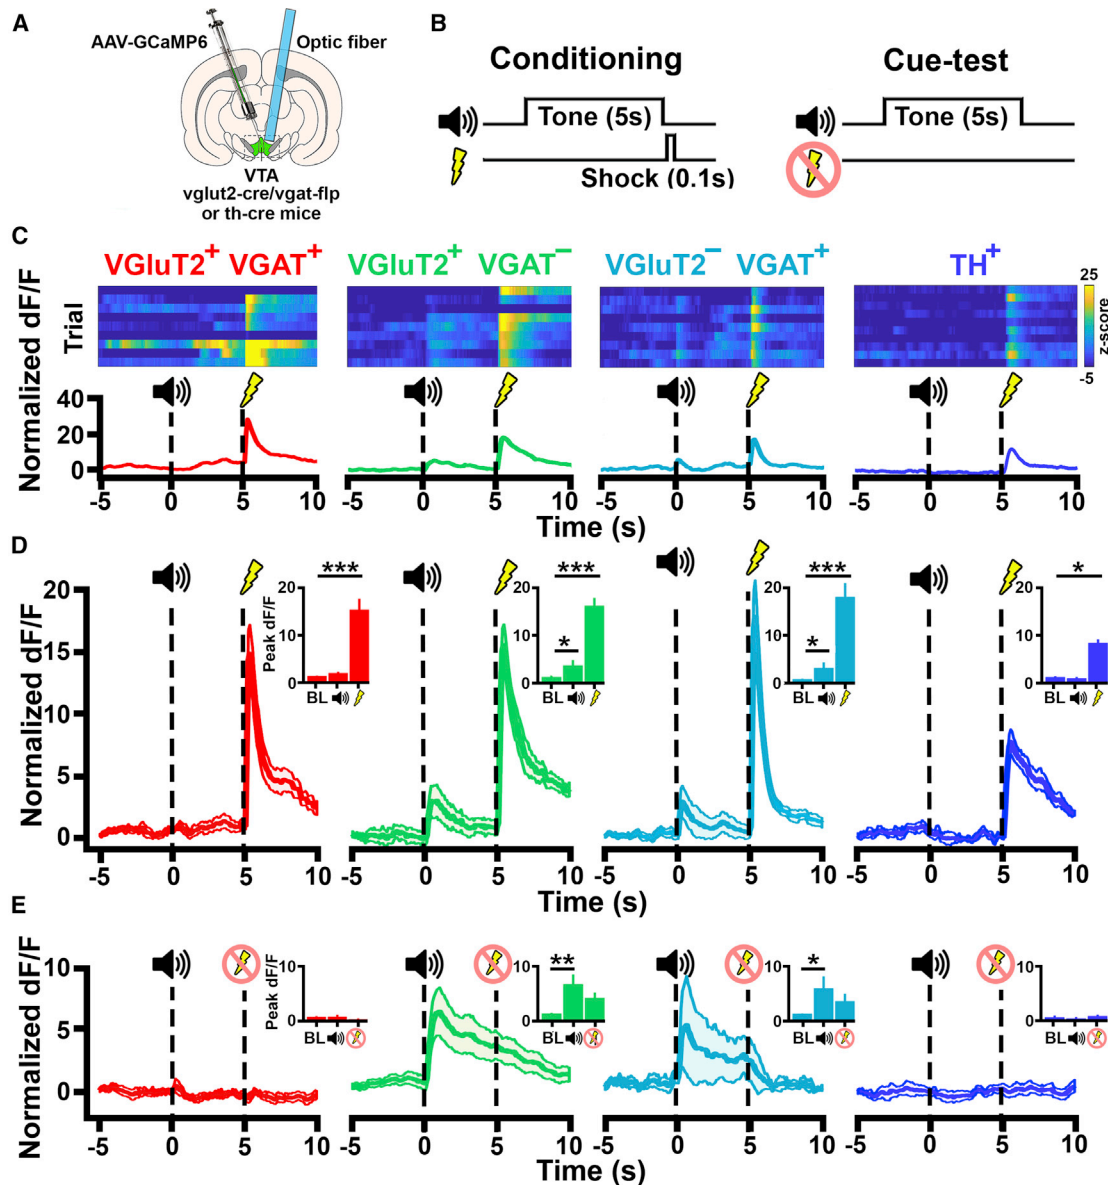 A
AAV-GCaMP6
Optic fiber
VTA
vglut2-cre/vgat-flp
or th-cre mice
B
Conditioning
Cue-test
Tone (5s)
Tone (5s)
Shock (0.1s)
C
VGluT2+ VGAT+
VGluT2+ VGAT−
VGluT2− VGAT+
TH+
Normalized dF/F
Trial
25
z-score
-5
40
20
0
-5 0 5 10
-5 0 5 10
-5 0 5 10
-5 0 5 10
Time (s)
D
Normalized dF/F
20
15
10
5
0
Peak dF/F
20
10
0
***
BL
20
10
0
***
*
BL
20
10
0
***
*
BL
20
10
0
*
BL
-5 0 5 10
-5 0 5 10
-5 0 5 10
-5 0 5 10
Time (s)
E
Normalized dF/F
10
5
0
Peak dF/F
10
0
BL
10
0
**
BL
10
0
*
BL
10
0
BL
-5 0 5 10
-5 0 5 10
-5 0 5 10
-5 0 5 10
Time (s)